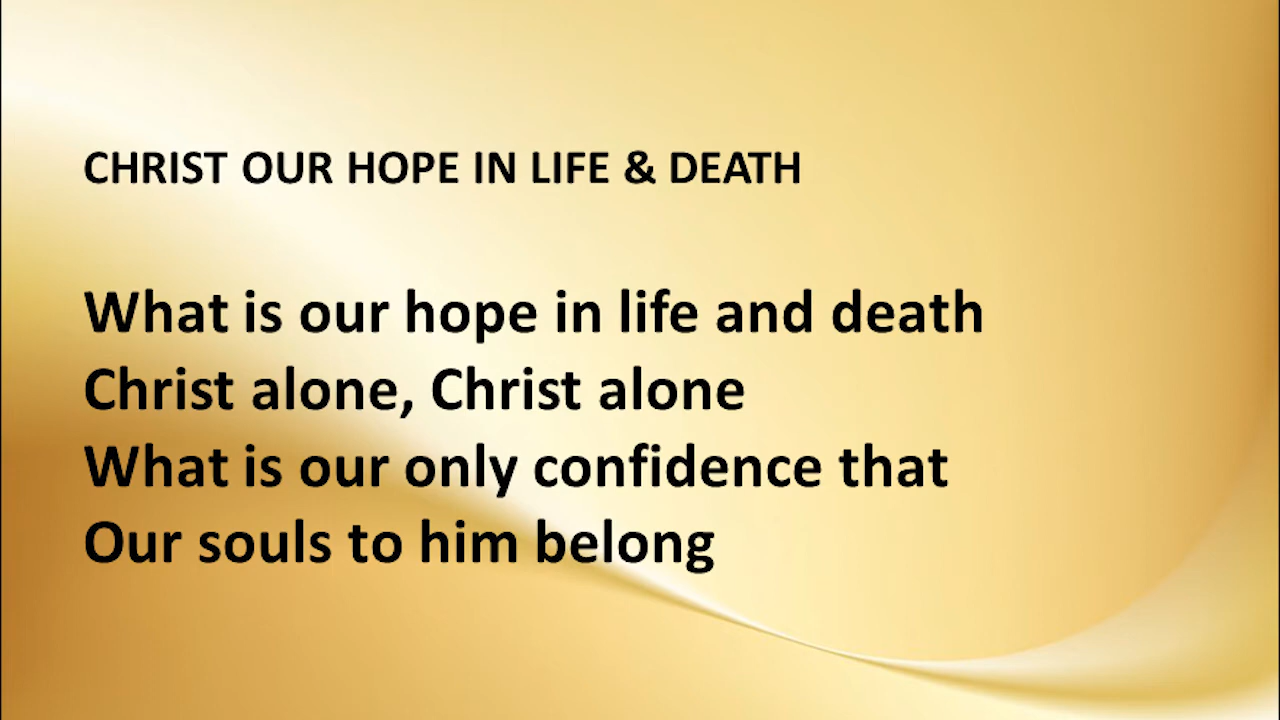 CHRIST OUR HOPE IN LIFE & DEATH
What is our hope in life and death
Christ alone, Christ alone
What is our only confidence that
Our souls to him belong